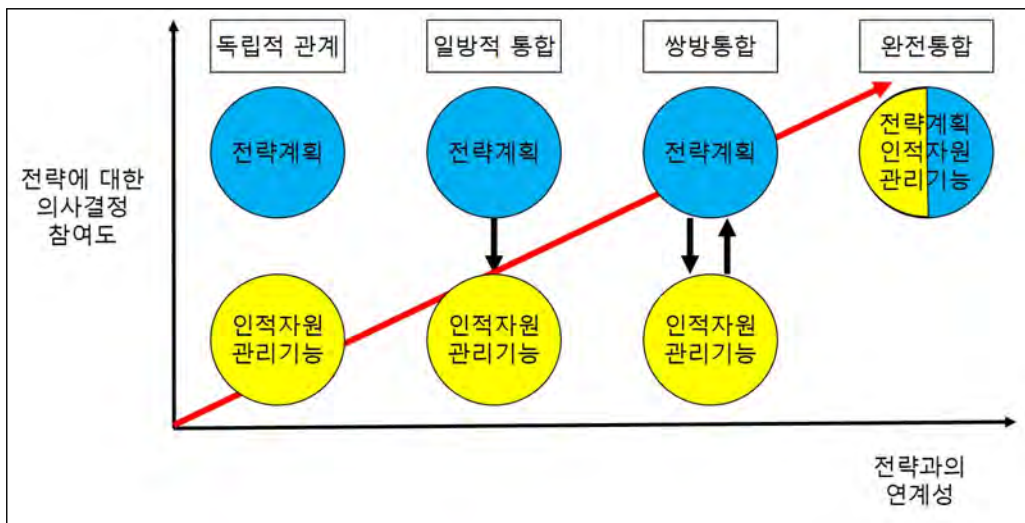 독립적 관계
일방적 통합
쌍방통합
완전통합
전략계획
전략계획
전략계획
전략계획
인적자원
관리기능
전략에 대한
의사결정
참여도
인적자원
관리기능
인적자원
관리기능
인적자원
관리기능
전략과의
연계성